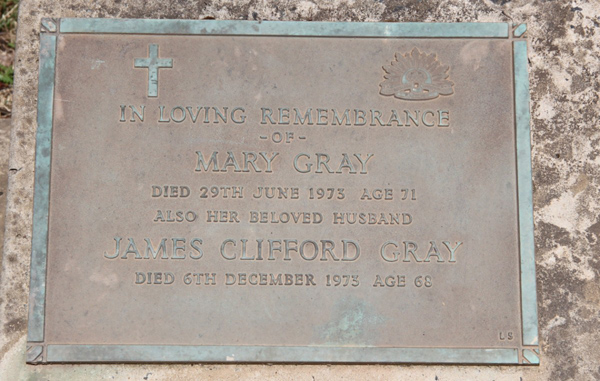 IN LOVING REMEMBRANCE
-OF-
MARY GRAY
DIED 29TH JUNE 1973 AGE 71
ALSO HER BELOVED HUSBAND
JAMES CLIFFORD GRAY
DIED 6TH DECEMBER 1973 AGE 68
LS